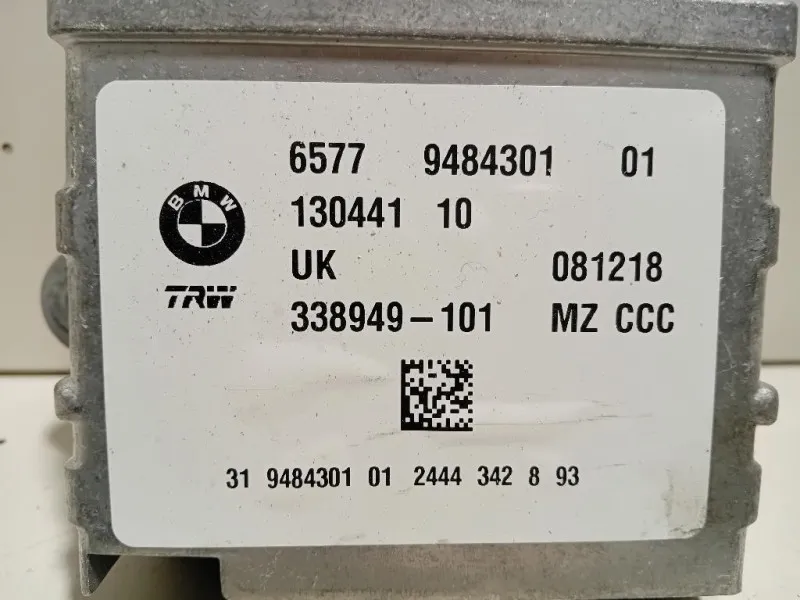 6577 9484301 01
BMW
130441 10
UK 081218
TRW
338949-101 MZ CCC
31 9484301 01 2444 342 8 93